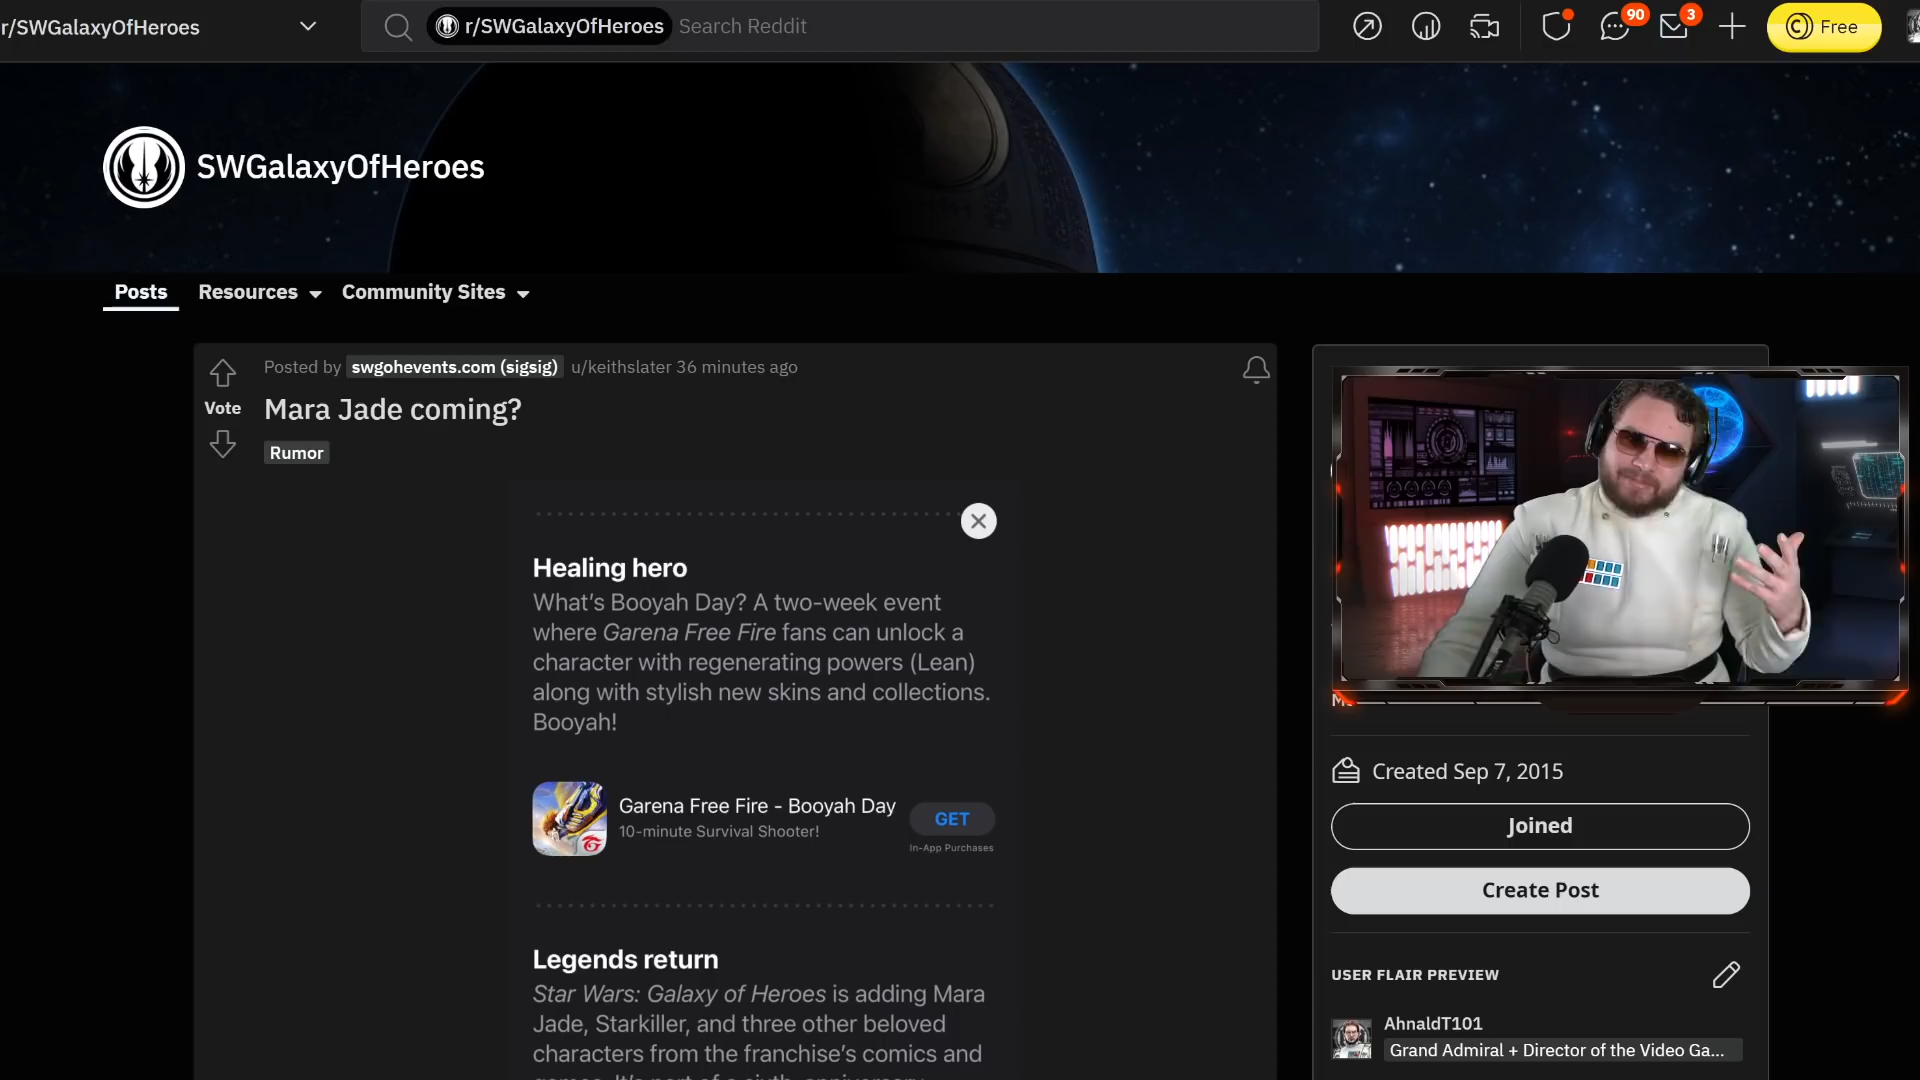 r/SWGalaxyOfHeroes
r/SWGalaxyOfHeroes Search Reddit
90
3
Free
SWGalaxyOfHeroes
Posts Resources Community Sites
Posted by swgohevents.com (sigsig) u/keithslater 36 minutes ago
Vote
Mara Jade coming?
Rumor
Healing hero
What's Booyah Day? A two-week event
where Garena Free Fire fans can unlock a
character with regenerating powers (Lean)
along with stylish new skins and collections.
Booyah!
Garena Free Fire - Booyah Day
10-minute Survival Shooter!
GET
In-App Purchases
Legends return
Star Wars: Galaxy of Heroes is adding Mara
Jade, Starkiller, and three other beloved
characters from the franchise's comics and
Created Sep 7, 2015
Joined
Create Post
USER FLAIR PREVIEW
AhnaldT101
Grand Admiral + Director of the Video Ga...